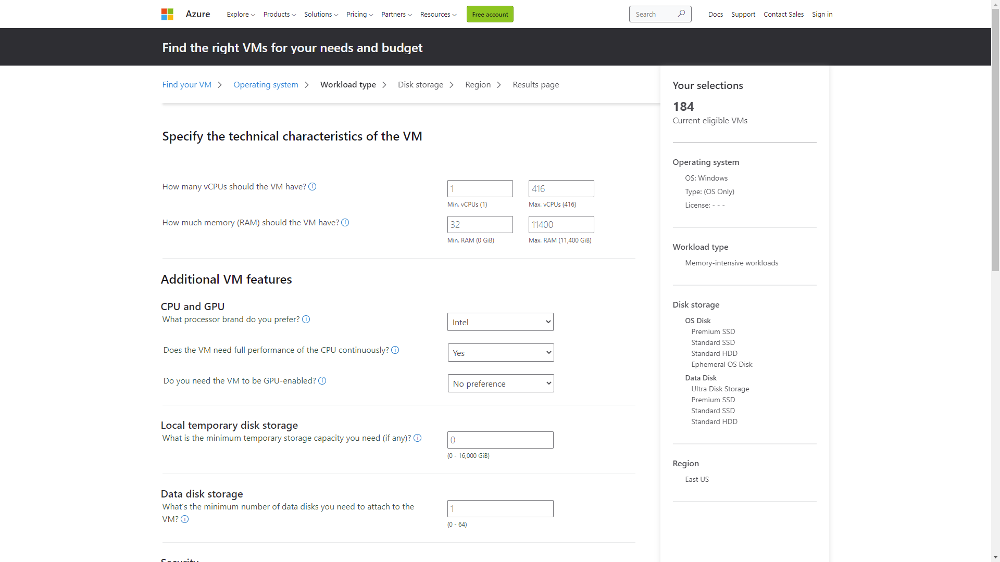 Azure
Explore
Products
Solutions
Pricing
Partners
Resources
Free account
Search
Docs
Support
Contact Sales
Sign in
Find the right VMs for your needs and budget
Find your VM
Operating system
Workload type
Disk storage
Region
Results page
Specify the technical characteristics of the VM
How many vCPUs should the VM have?
1
416
Min. vCPUs (1)
Max. vCPUs (416)
How much memory (RAM) should the VM have?
32
11400
Min. RAM (0 GiB)
Max. RAM (11,400 GiB)
Additional VM features
CPU and GPU
What processor brand do you prefer?
Intel
Does the VM need full performance of the CPU continuously?
Yes
Do you need the VM to be GPU-enabled?
No preference
Local temporary disk storage
What is the minimum temporary storage capacity you need (if any)?
0
(0 - 16,000 GiB)
Data disk storage
What's the minimum number of data disks you need to attach to the
VM?
1
(0 - 64)
Security
Your selections
184
Current eligible VMs
Operating system
OS: Windows
Type: (OS Only)
License: - - -
Workload type
Memory-intensive workloads
Disk storage
OS Disk
Premium SSD
Standard SSD
Standard HDD
Ephemeral OS Disk
Data Disk
Ultra Disk Storage
Premium SSD
Standard SSD
Standard HDD
Region
East US